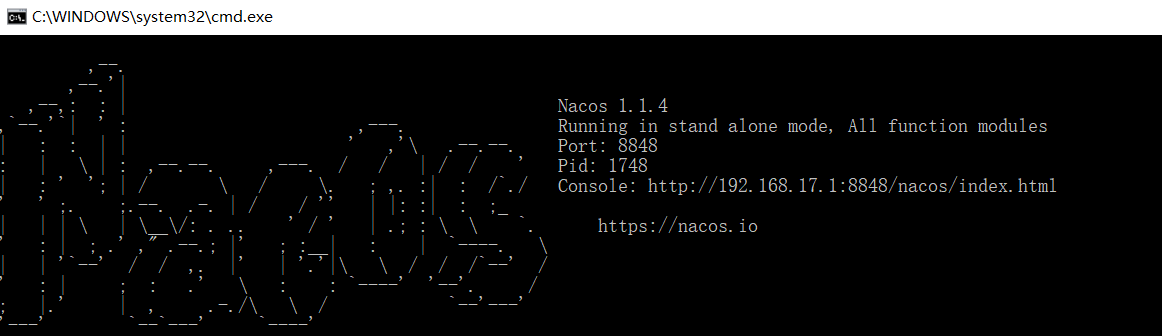 C:\WINDOWS\system32\cmd.exe
Nacos 1.1.4
Running in stand alone mode, All function modules
Port: 8848
Pid: 1748
Console: http://192.168.17.1:8848/nacos/index.html
https://nacos.io